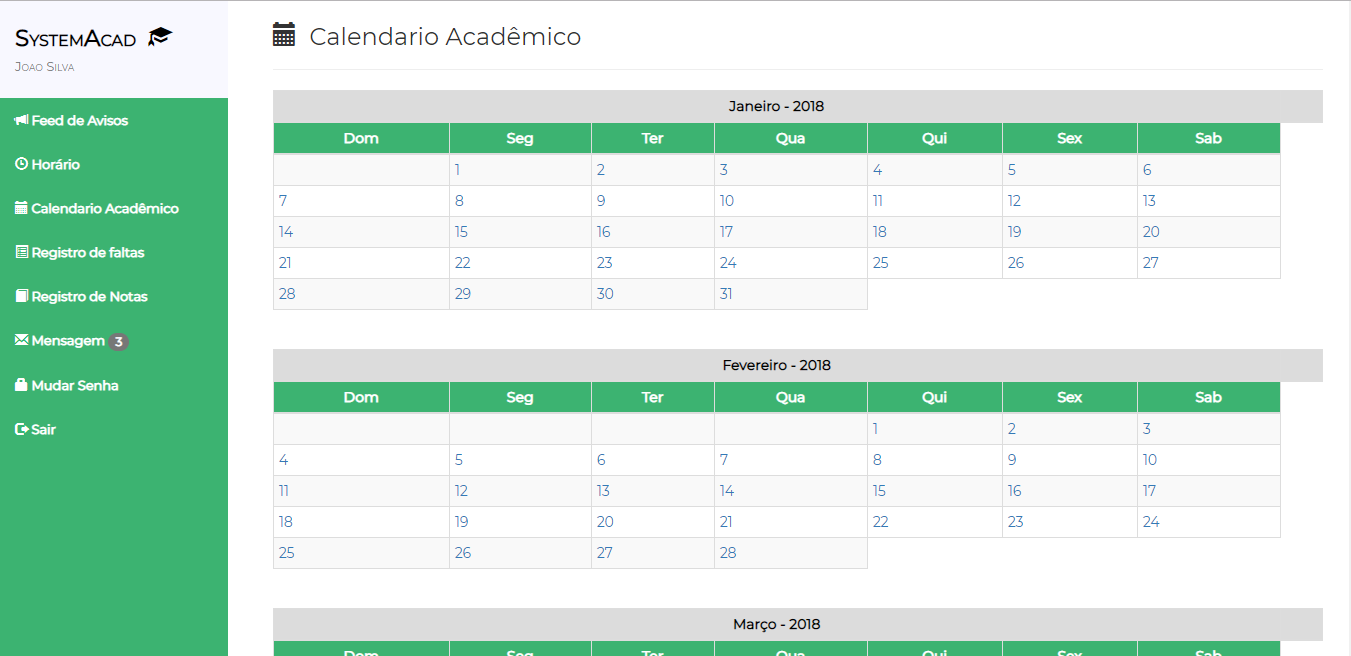 SystemAcad
Joao Silva
Feed de Avisos
Horário
Calendario Acadêmico
Registro de faltas
Registro de Notas
Mensagem 3
Mudar Senha
Sair
Calendario Acadêmico
Janeiro - 2018
Dom Seg Ter Qua Qui Sex Sab
1 2 3 4 5 6
7 8 9 10 11 12 13
14 15 16 17 18 19 20
21 22 23 24 25 26 27
28 29 30 31
Fevereiro - 2018
Dom Seg Ter Qua Qui Sex Sab
1 2 3
4 5 6 7 8 9 10
11 12 13 14 15 16 17
18 19 20 21 22 23 24
25 26 27 28
Março - 2018
Dom Seg Ter Qua Qui Sex Sab